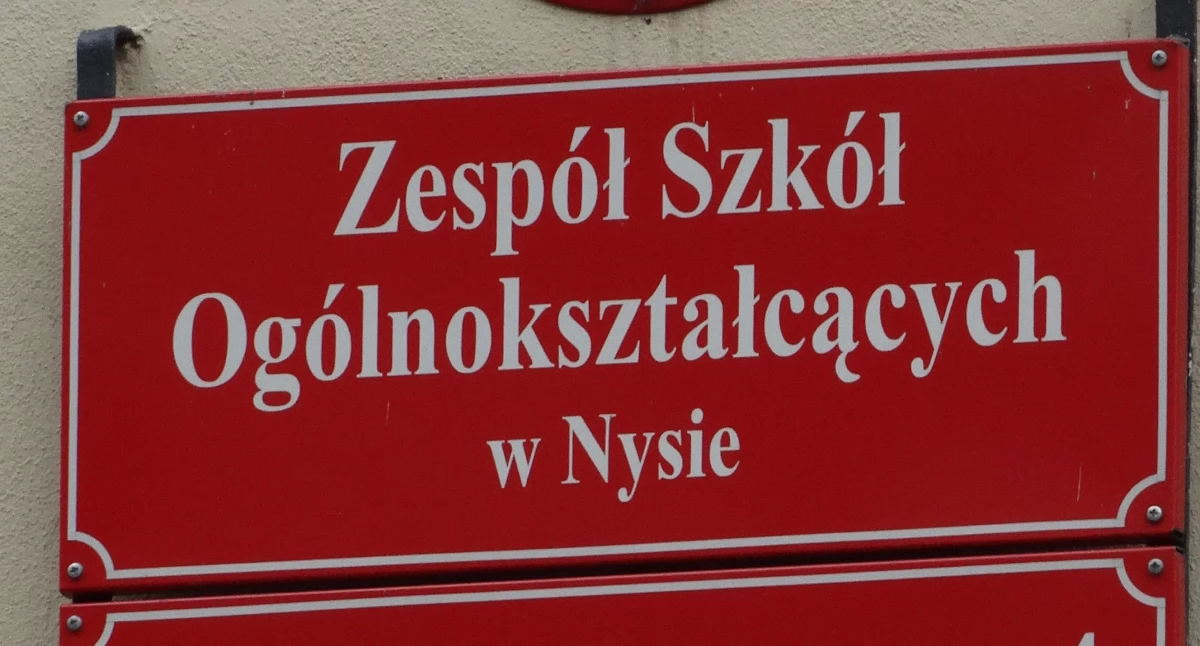 Zespół Szkół
Ogólnokształcących
w Nysie